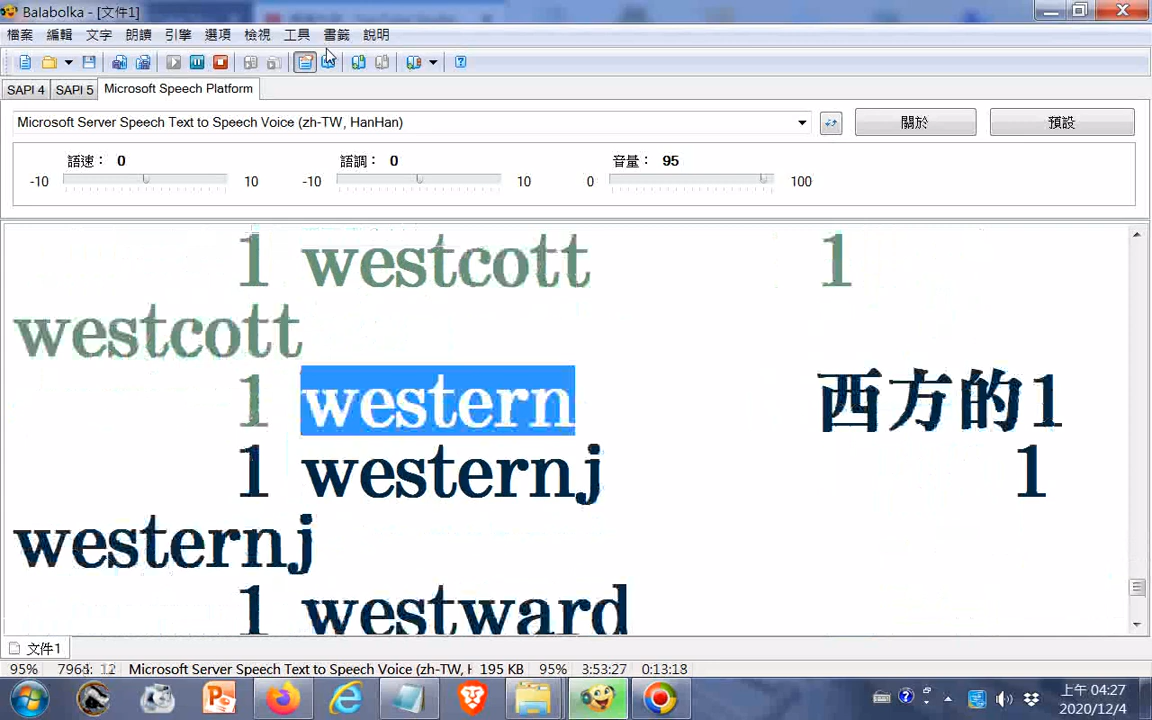 Balabolka - [文件1]
檔案 編輯 文字 朗讀 引擎 選項 檢視 工具 書籤 說明
SAPI 4 SAPI 5 Microsoft Speech Platform
Microsoft Server Speech Text to Speech Voice (zh-TW, HanHan) 關於 預設
語速： 0 語調： 0 音量： 95
-10 10 -10 10 0 100
1 westcott 1
westcott
1 western 西方的1
1 westernj 1
westernj
1 westward
文件1
95% 7964: 12 Microsoft Server Speech Text to Speech Voice (zh-TW, 195 KB 95% 3:53:27 0:13:18
上午 04:27
2020/12/4